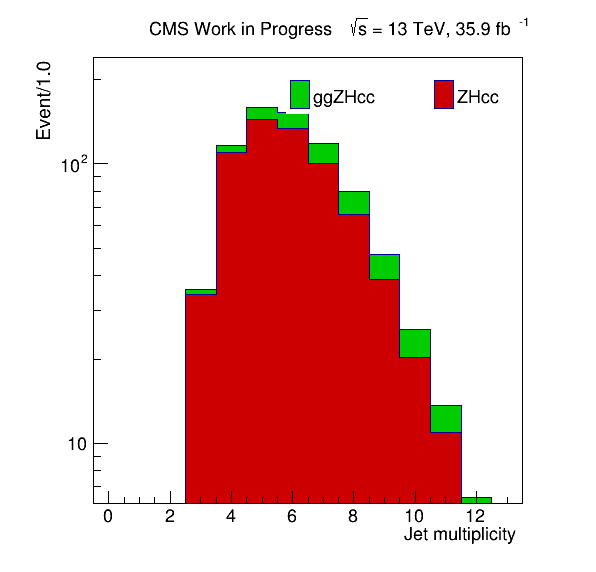 CMS Work in Progress √s = 13 TeV, 35.9 fb⁻¹
Event/1.0
ggZHcc ZHcc
10²
10
0 2 4 6 8 10 12
Jet multiplicity